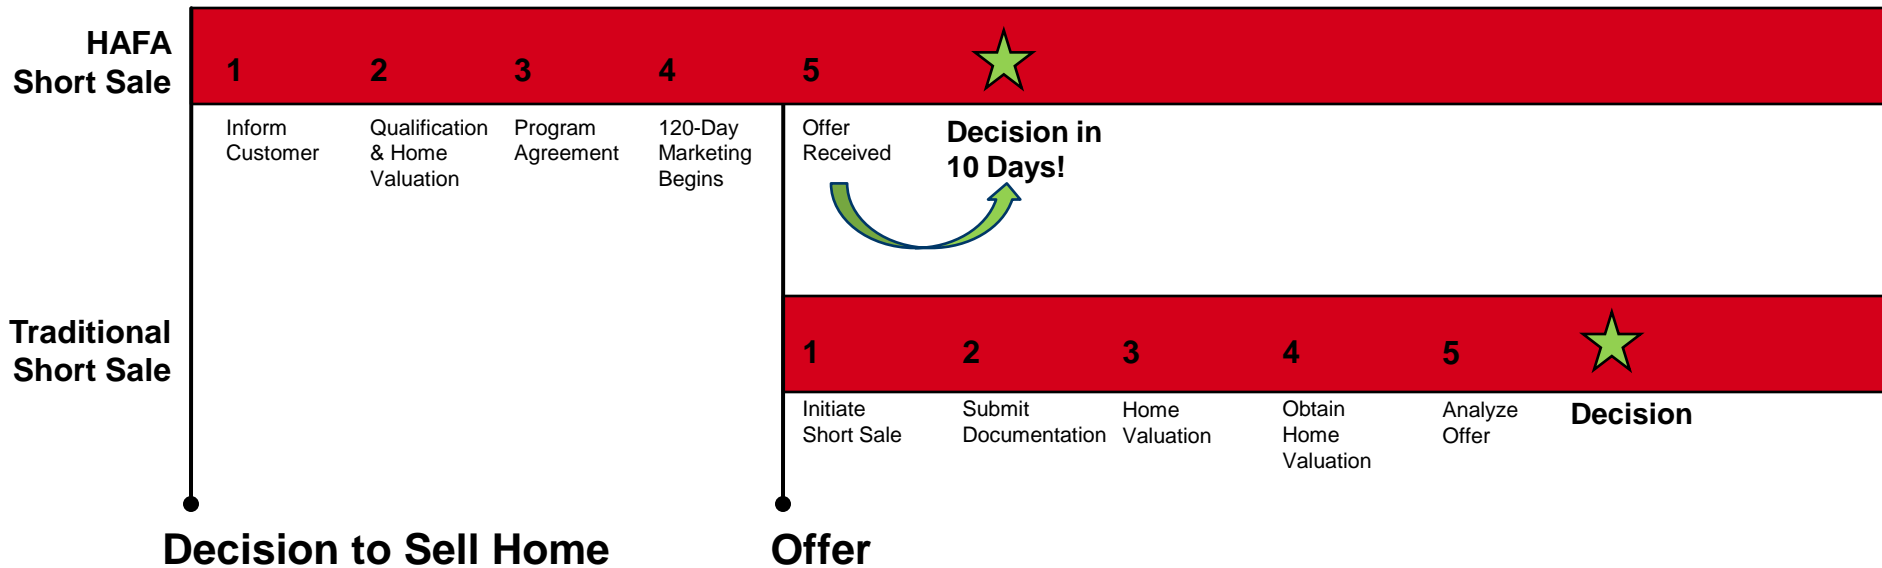 HAFA
Short Sale
1
2
3
4
5
Inform
Customer
Qualification
& Home
Valuation
Program
Agreement
120-Day
Marketing
Begins
Offer
Received
Decision in
10 Days!
Traditional
Short Sale
1
2
3
4
5
Initiate
Short Sale
Submit
Documentation
Home
Valuation
Obtain
Home
Valuation
Analyze
Offer
Decision
Decision to Sell Home
Offer